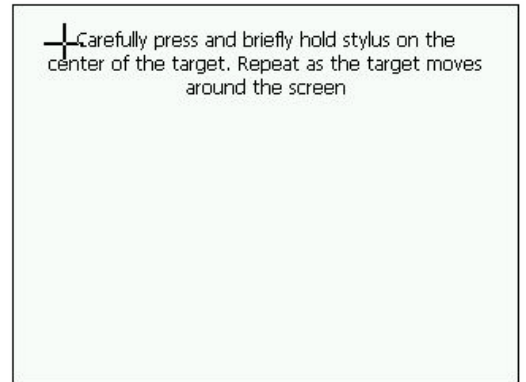 Carefully press and briefly hold stylus on the
center of the target. Repeat as the target moves
around the screen